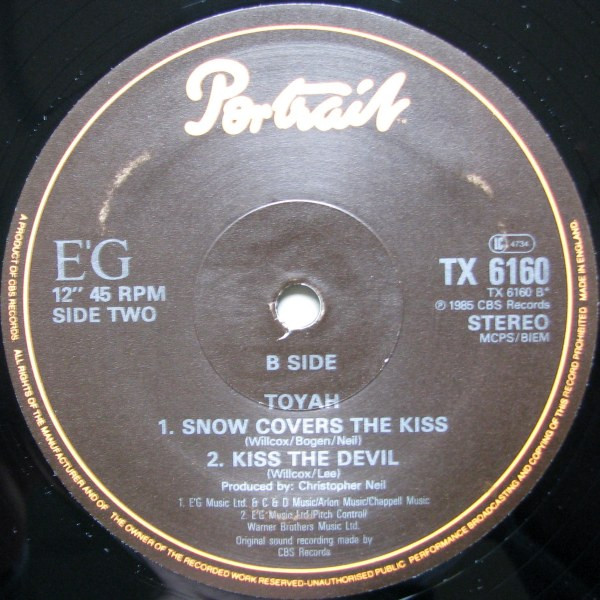 Portrait
™
E'G
12" 45 RPM
SIDE TWO
LC 4734
TX 6160
TX 6160 B*
℗ 1985 CBS Records
STEREO
MCPS/BIEM
B SIDE
TOYAH
1. SNOW COVERS THE KISS
(Willcox/Bogen/Neil)
2. KISS THE DEVIL
(Willcox/Lee)
Produced by: Christopher Neil
1. E'G Music Ltd. & C & D Music/Arlon Music/Chappell Music
2. E'G Music Ltd/Pitch Control/
Warner Brothers Music Ltd.
Original sound recording made by
CBS Records
A PRODUCT OF CBS RECORDS. ALL RIGHTS OF THE MANUFACTURER AND OF THE OWNER OF THE RECORDED WORK RESERVED-UNAUTHORISED PUBLIC PERFORMANCE BROADCASTING AND COPYING OF THIS RECORD PROHIBITED MADE IN ENGLAND.